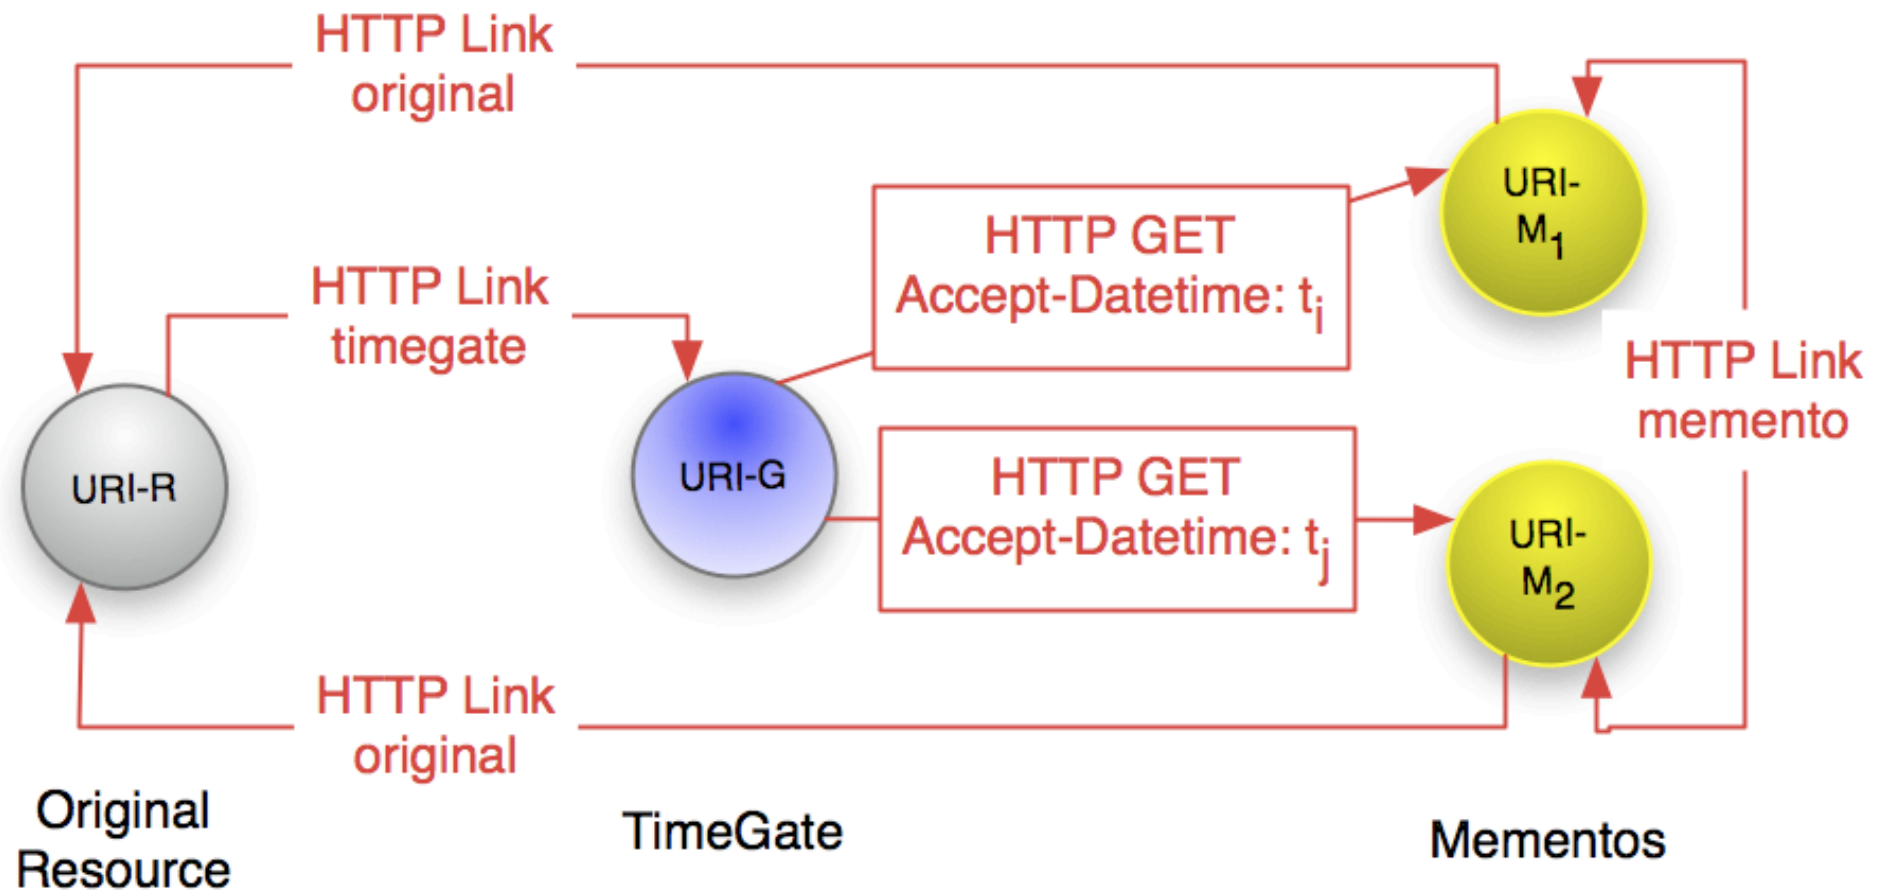 HTTP Link
original
URI-
M1
HTTP GET
Accept-Datetime: ti
HTTP Link
timegate
HTTP Link
memento
URI-R
URI-G
HTTP GET
Accept-Datetime: tj
URI-
M2
HTTP Link
original
Original
Resource
TimeGate
Mementos